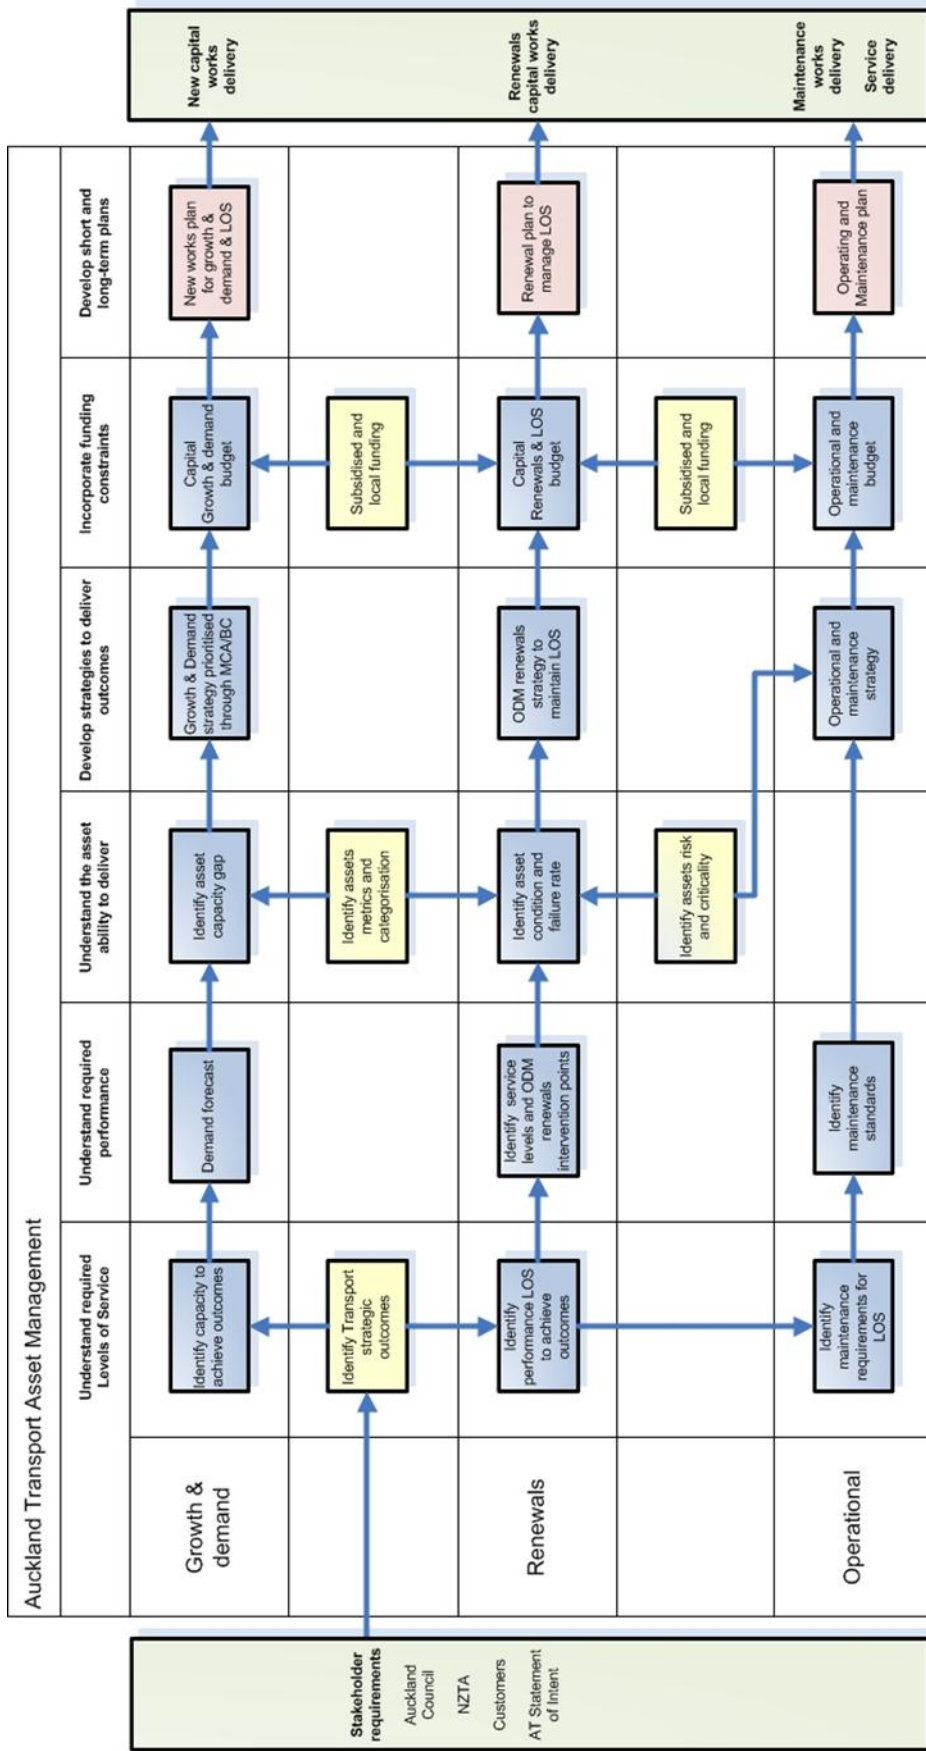 Auckland Transport Asset Management
Understand required
Levels of Service
Understand required
performance
Understand the asset
ability to deliver
Develop strategies to deliver
outcomes
Incorporate funding
constraints
Develop short and
long-term plans
Stakeholder
requirements
Auckland
Council
NZTA
Customers
AT Statement
of Intent
Growth &
demand
Identify capacity to
achieve outcomes
Demand forecast
Identify asset
capacity gap
Growth & Demand
strategy prioritised
through MCA/BC
Capital
Growth & demand
budget
New works plan
for growth &
demand & LOS
New capital
works
delivery
Identify Transport
strategic
outcomes
Identify assets
metrics and
categorisation
Subsidised and
local funding
Renewals
Identify
performance LOS
to achieve
outcomes
Identify service
levels and ODM
renewals
intervention points
Identify asset
condition and
failure rate
ODM renewals
strategy to
maintain LOS
Capital
Renewals & LOS
budget
Renewal plan to
manage LOS
Renewals
capital works
delivery
Identify assets risk
and criticality
Subsidised and
local funding
Operational
Identify
maintenance
requirements for
LOS
Identify
maintenance
standards
Operational and
maintenance
strategy
Operational and
maintenance
budget
Operating and
Maintenance plan
Maintenance
works
delivery
Service
delivery